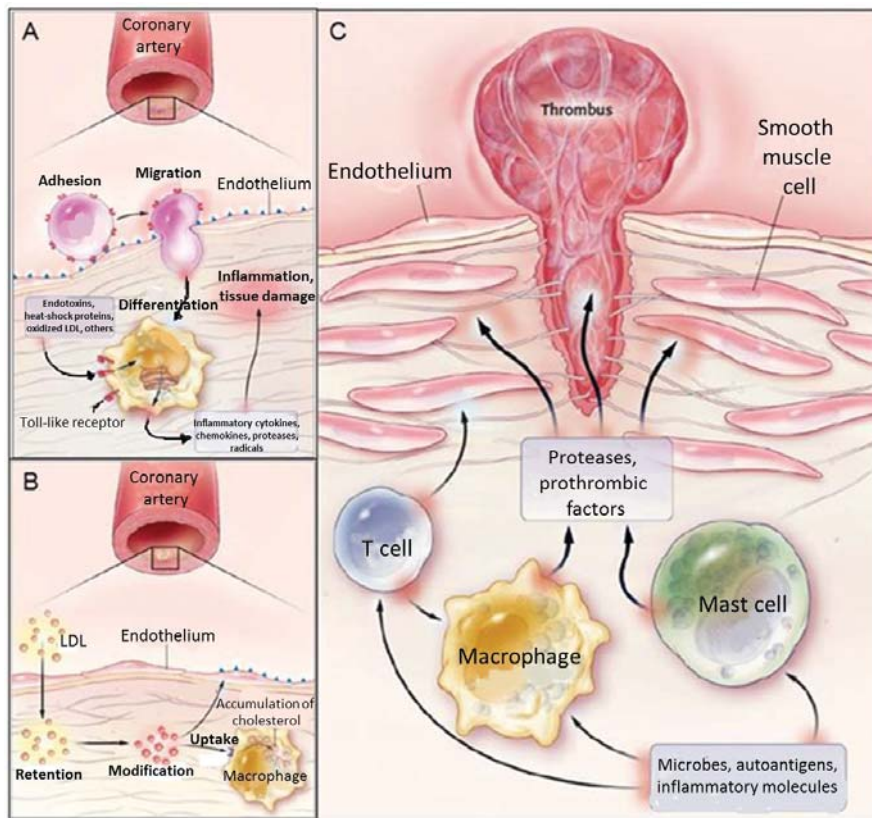 A
Coronary
artery
Adhesion
Migration
Endothelium
Inflammation,
tissue damage
Differentiation
Endotoxins,
heat-shock proteins,
oxidized LDL, others
Toll-like receptor
Inflammatory cytokines,
chemokines, proteases,
radicals
B
Coronary
artery
LDL
Endothelium
Accumulation of
cholesterol
Uptake
Retention
Modification
Macrophage
C
Thrombus
Smooth
muscle
cell
Endothelium
Proteases,
prothrombic
factors
T cell
Mast cell
Macrophage
Microbes, autoantigens,
inflammatory molecules